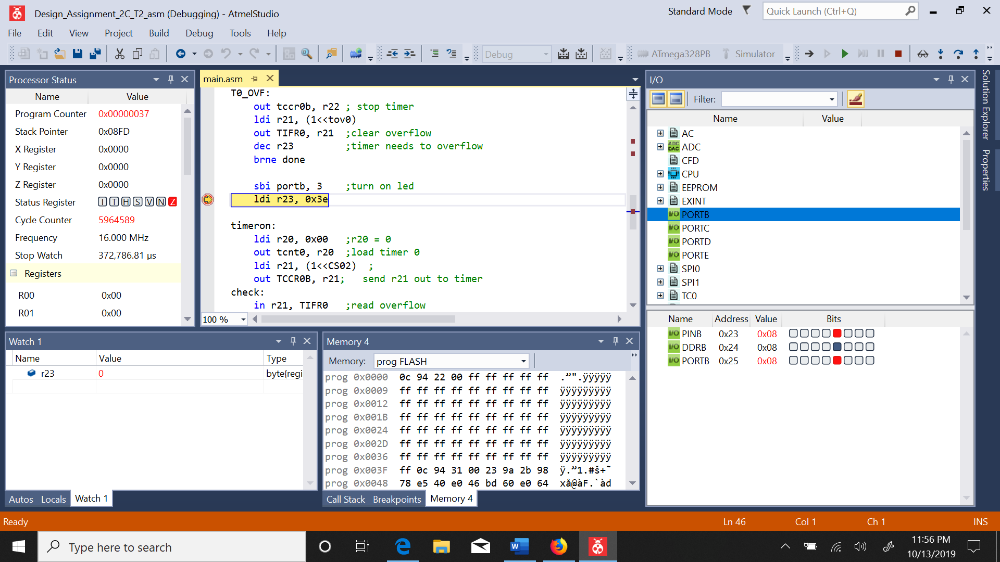 Design_Assignment_2C_T2_asm (Debugging) - AtmelStudio
Standard Mode
Quick Launch (Ctrl+Q)
File Edit View Project Build Debug Tools Help
Debug
ATmega328PB
Simulator
Processor Status
Name Value
Program Counter 0x00000037
Stack Pointer 0x08FD
X Register 0x0000
Y Register 0x0000
Z Register 0x0000
Status Register I T H S V N Z
Cycle Counter 5964589
Frequency 16.000 MHz
Stop Watch 372,786.81 µs
Registers
R00 0x00
R01 0x00
main.asm
T0_OVF:
out tccr0b, r22 ; stop timer
ldi r21, (1<<tov0)
out TIFR0, r21 ;clear overflow
dec r23 ;timer needs to overflow
brne done
sbi portb, 3 ;turn on led
ldi r23, 0x3e
timeron:
ldi r20, 0x00 ;r20 = 0
out tcnt0, r20 ;load timer 0
ldi r21, (1<<CS02) ;
out TCCR0B, r21; send r21 out to timer
check:
in r21, TIFR0 ;read overflow
100 %
I/O
Filter:
Name Value
AC
ADC
CFD
CPU
EEPROM
EXINT
PORTB
PORTC
PORTD
PORTE
SPI0
SPI1
TC0
Name Address Value Bits
PINB 0x23 0x08
DDRB 0x24 0x08
PORTB 0x25 0x08
Solution Explorer
Properties
Watch 1
Name Value Type
r23 0 byte{regi
Autos Locals Watch 1
Memory 4
Memory: prog FLASH
prog 0x0000 0c 94 22 00 ff ff ff ff ff .”".ÿÿÿÿÿ
prog 0x0009 ff ff ff ff ff ff ff ff ff ÿÿÿÿÿÿÿÿÿ
prog 0x0012 ff ff ff ff ff ff ff ff ff ÿÿÿÿÿÿÿÿÿ
prog 0x001B ff ff ff ff ff ff ff ff ff ÿÿÿÿÿÿÿÿÿ
prog 0x0024 ff ff ff ff ff ff ff ff ff ÿÿÿÿÿÿÿÿÿ
prog 0x002D ff ff ff ff ff ff ff ff ff ÿÿÿÿÿÿÿÿÿ
prog 0x0036 ff ff ff ff ff ff ff ff ff ÿÿÿÿÿÿÿÿÿ
prog 0x003F ff 0c 94 31 00 23 9a 2b 98 ÿ.”1.#š+˜
prog 0x0048 78 e5 40 e0 46 bd 60 e0 64 xå@àF.`àd
Call Stack Breakpoints Memory 4
Ready
Ln 46 Col 1 Ch 1 INS
Type here to search
11:56 PM
10/13/2019